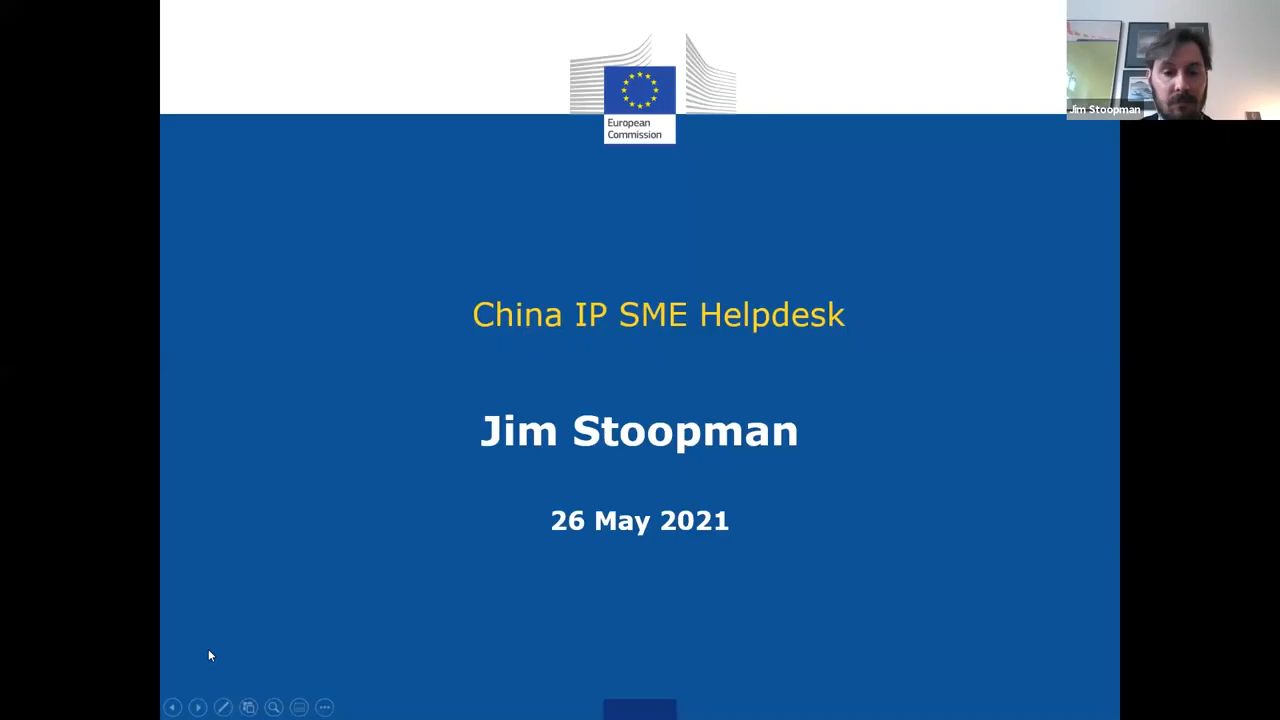 European
Commission
Jim Stoopman
China IP SME Helpdesk
Jim Stoopman
26 May 2021